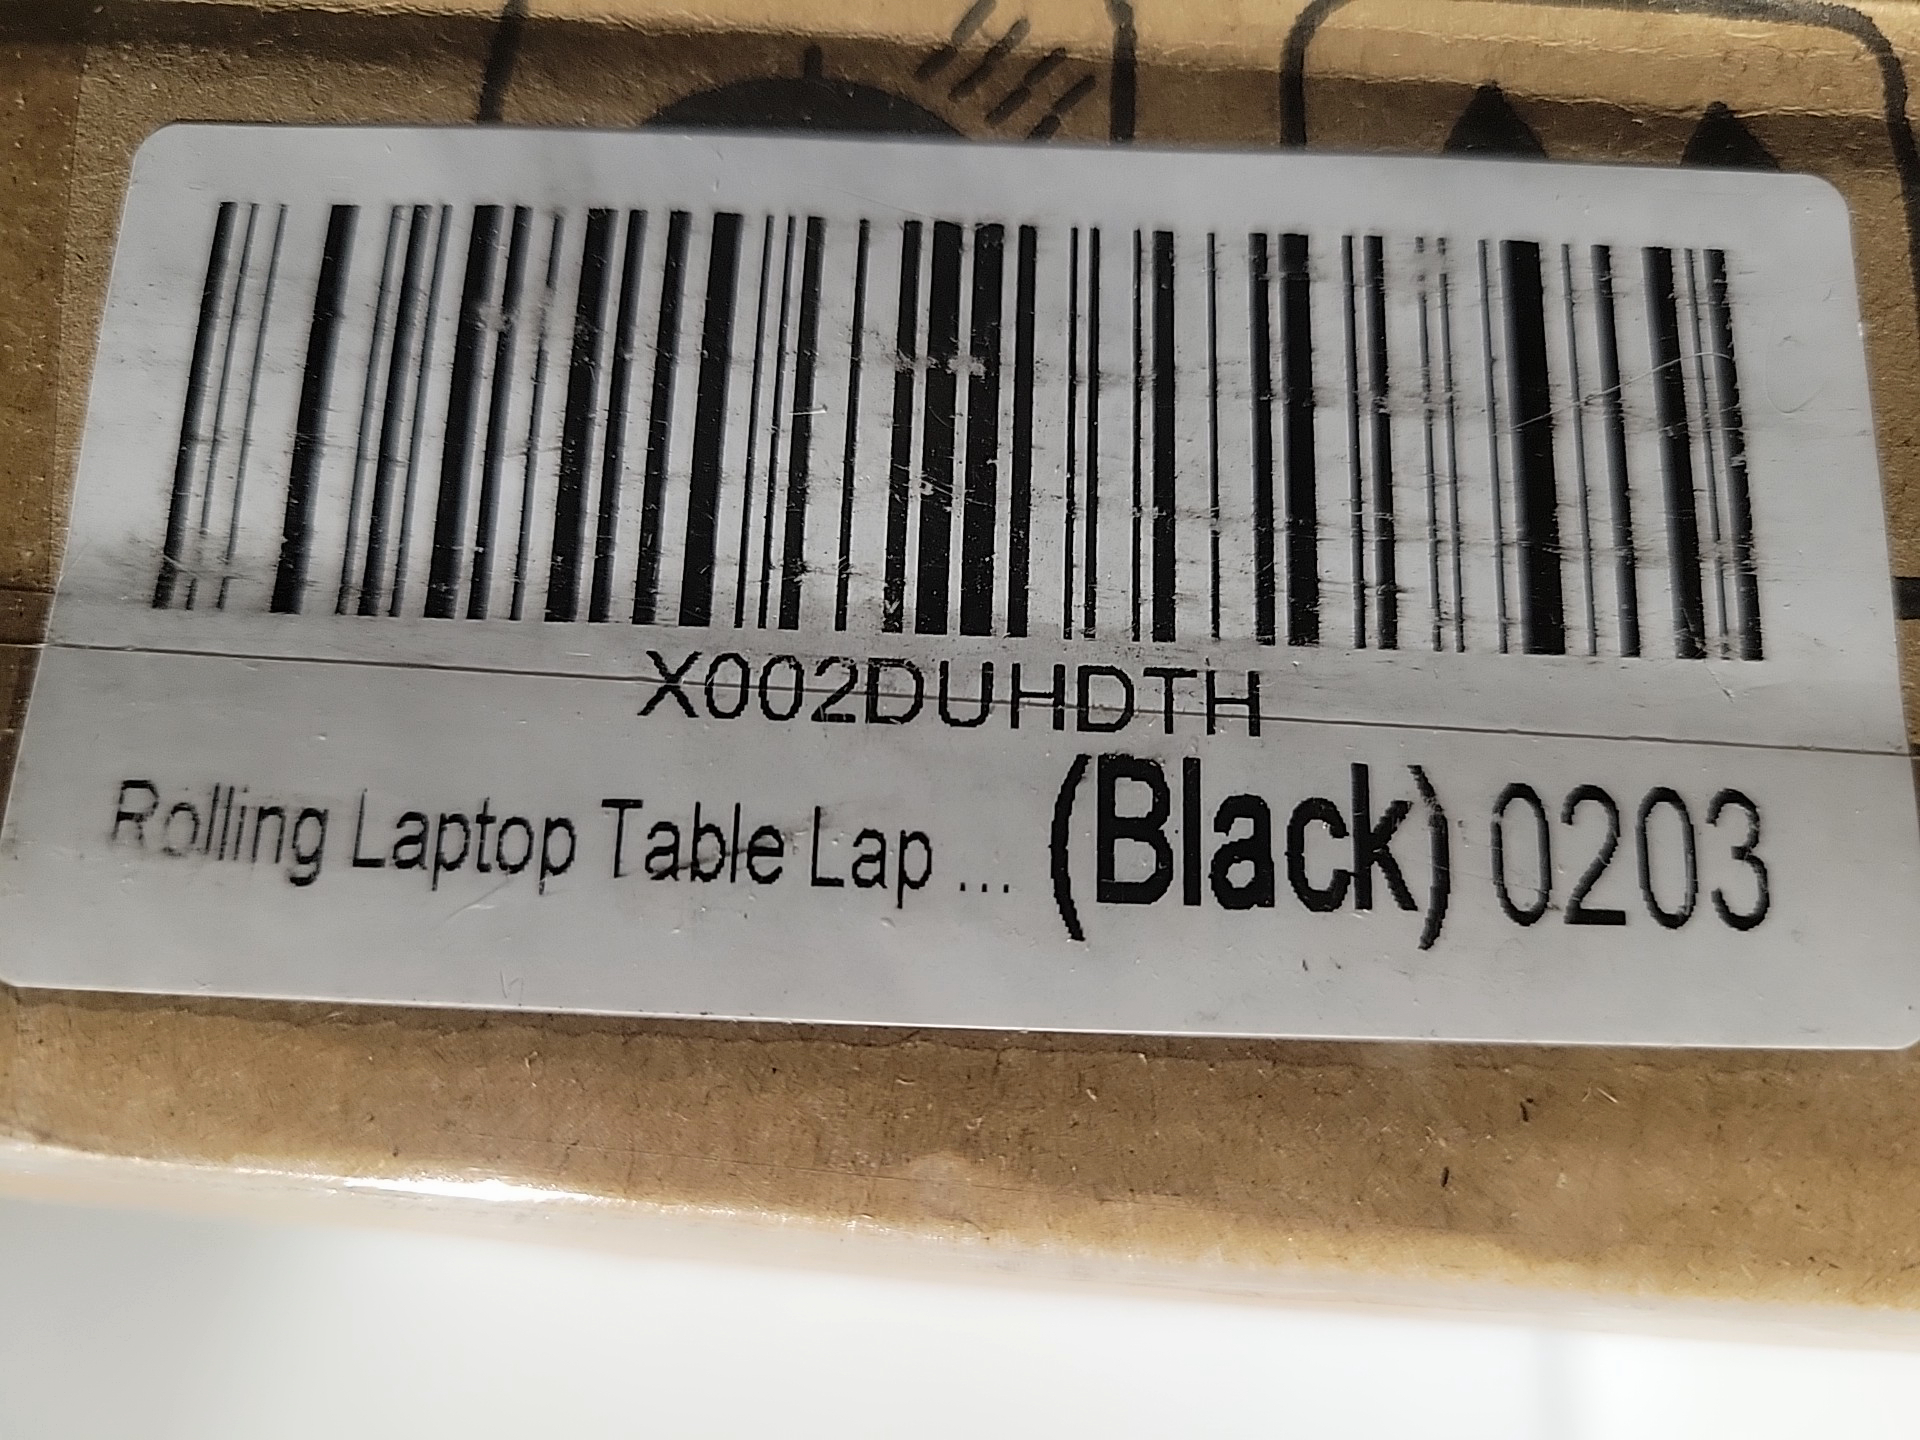 X002DUHDTH
Rolling Laptop Table Lap ... (Black) 0203